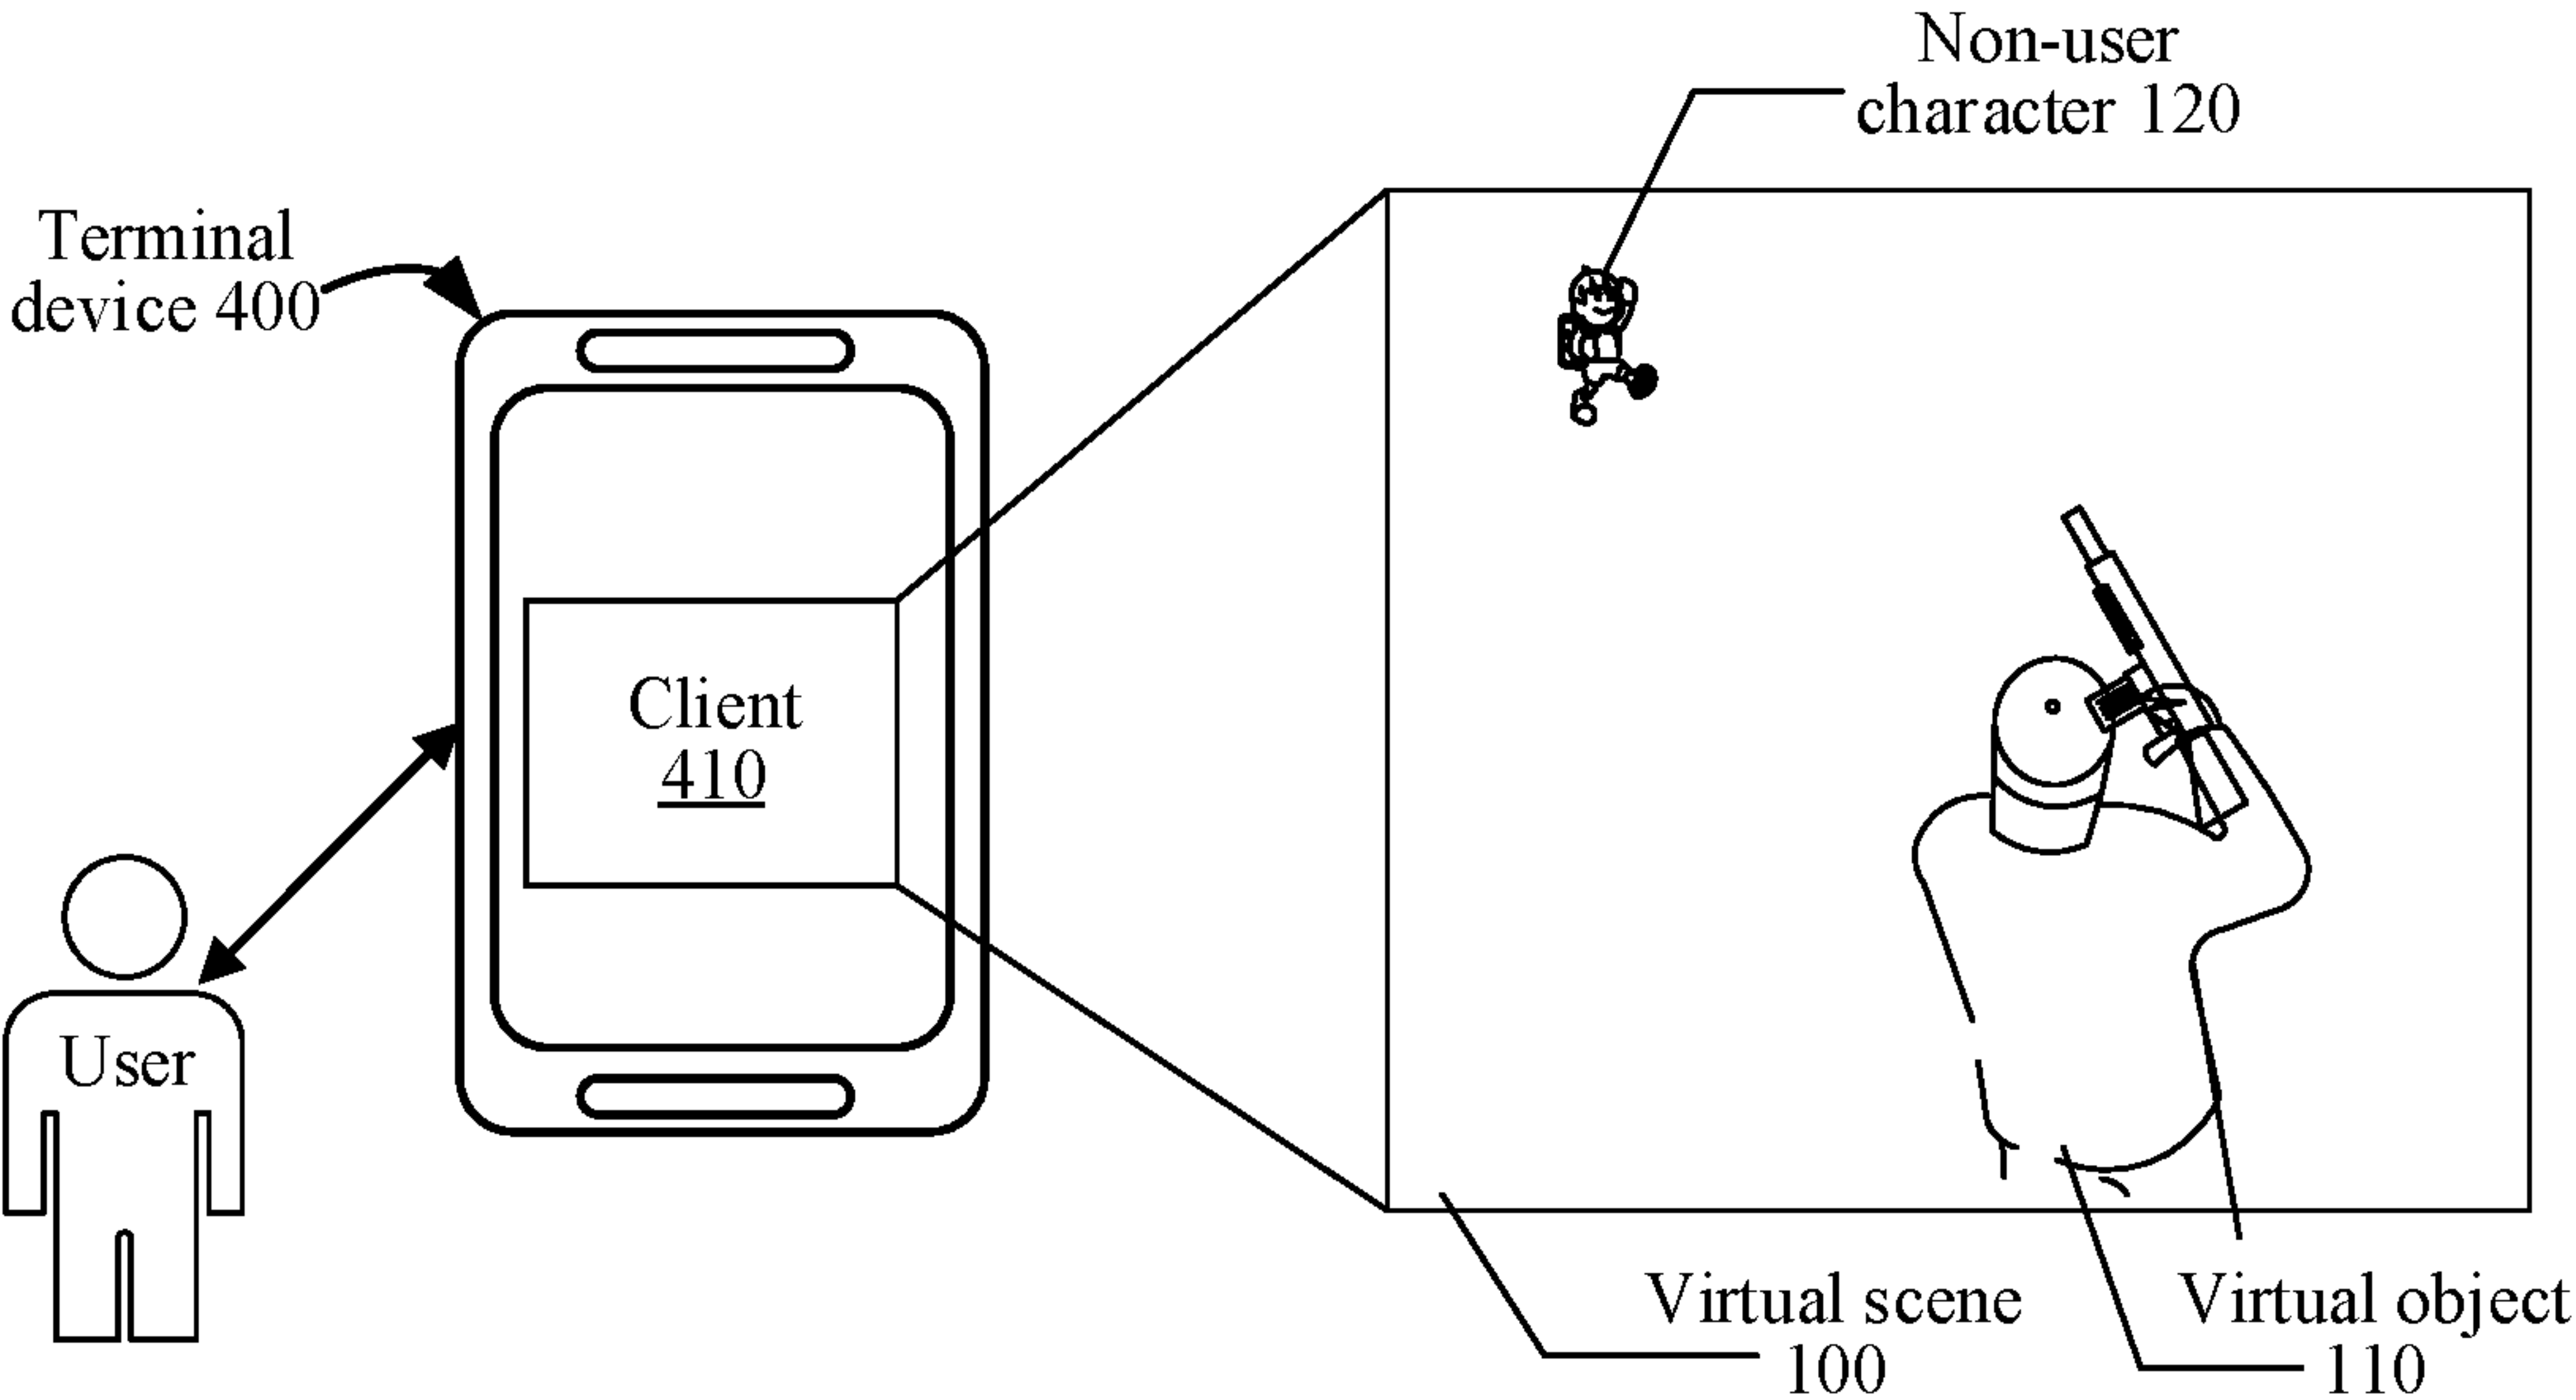 Non-user
character 120
Terminal
device 400
Client
410
User
Virtual scene
100
Virtual object
110